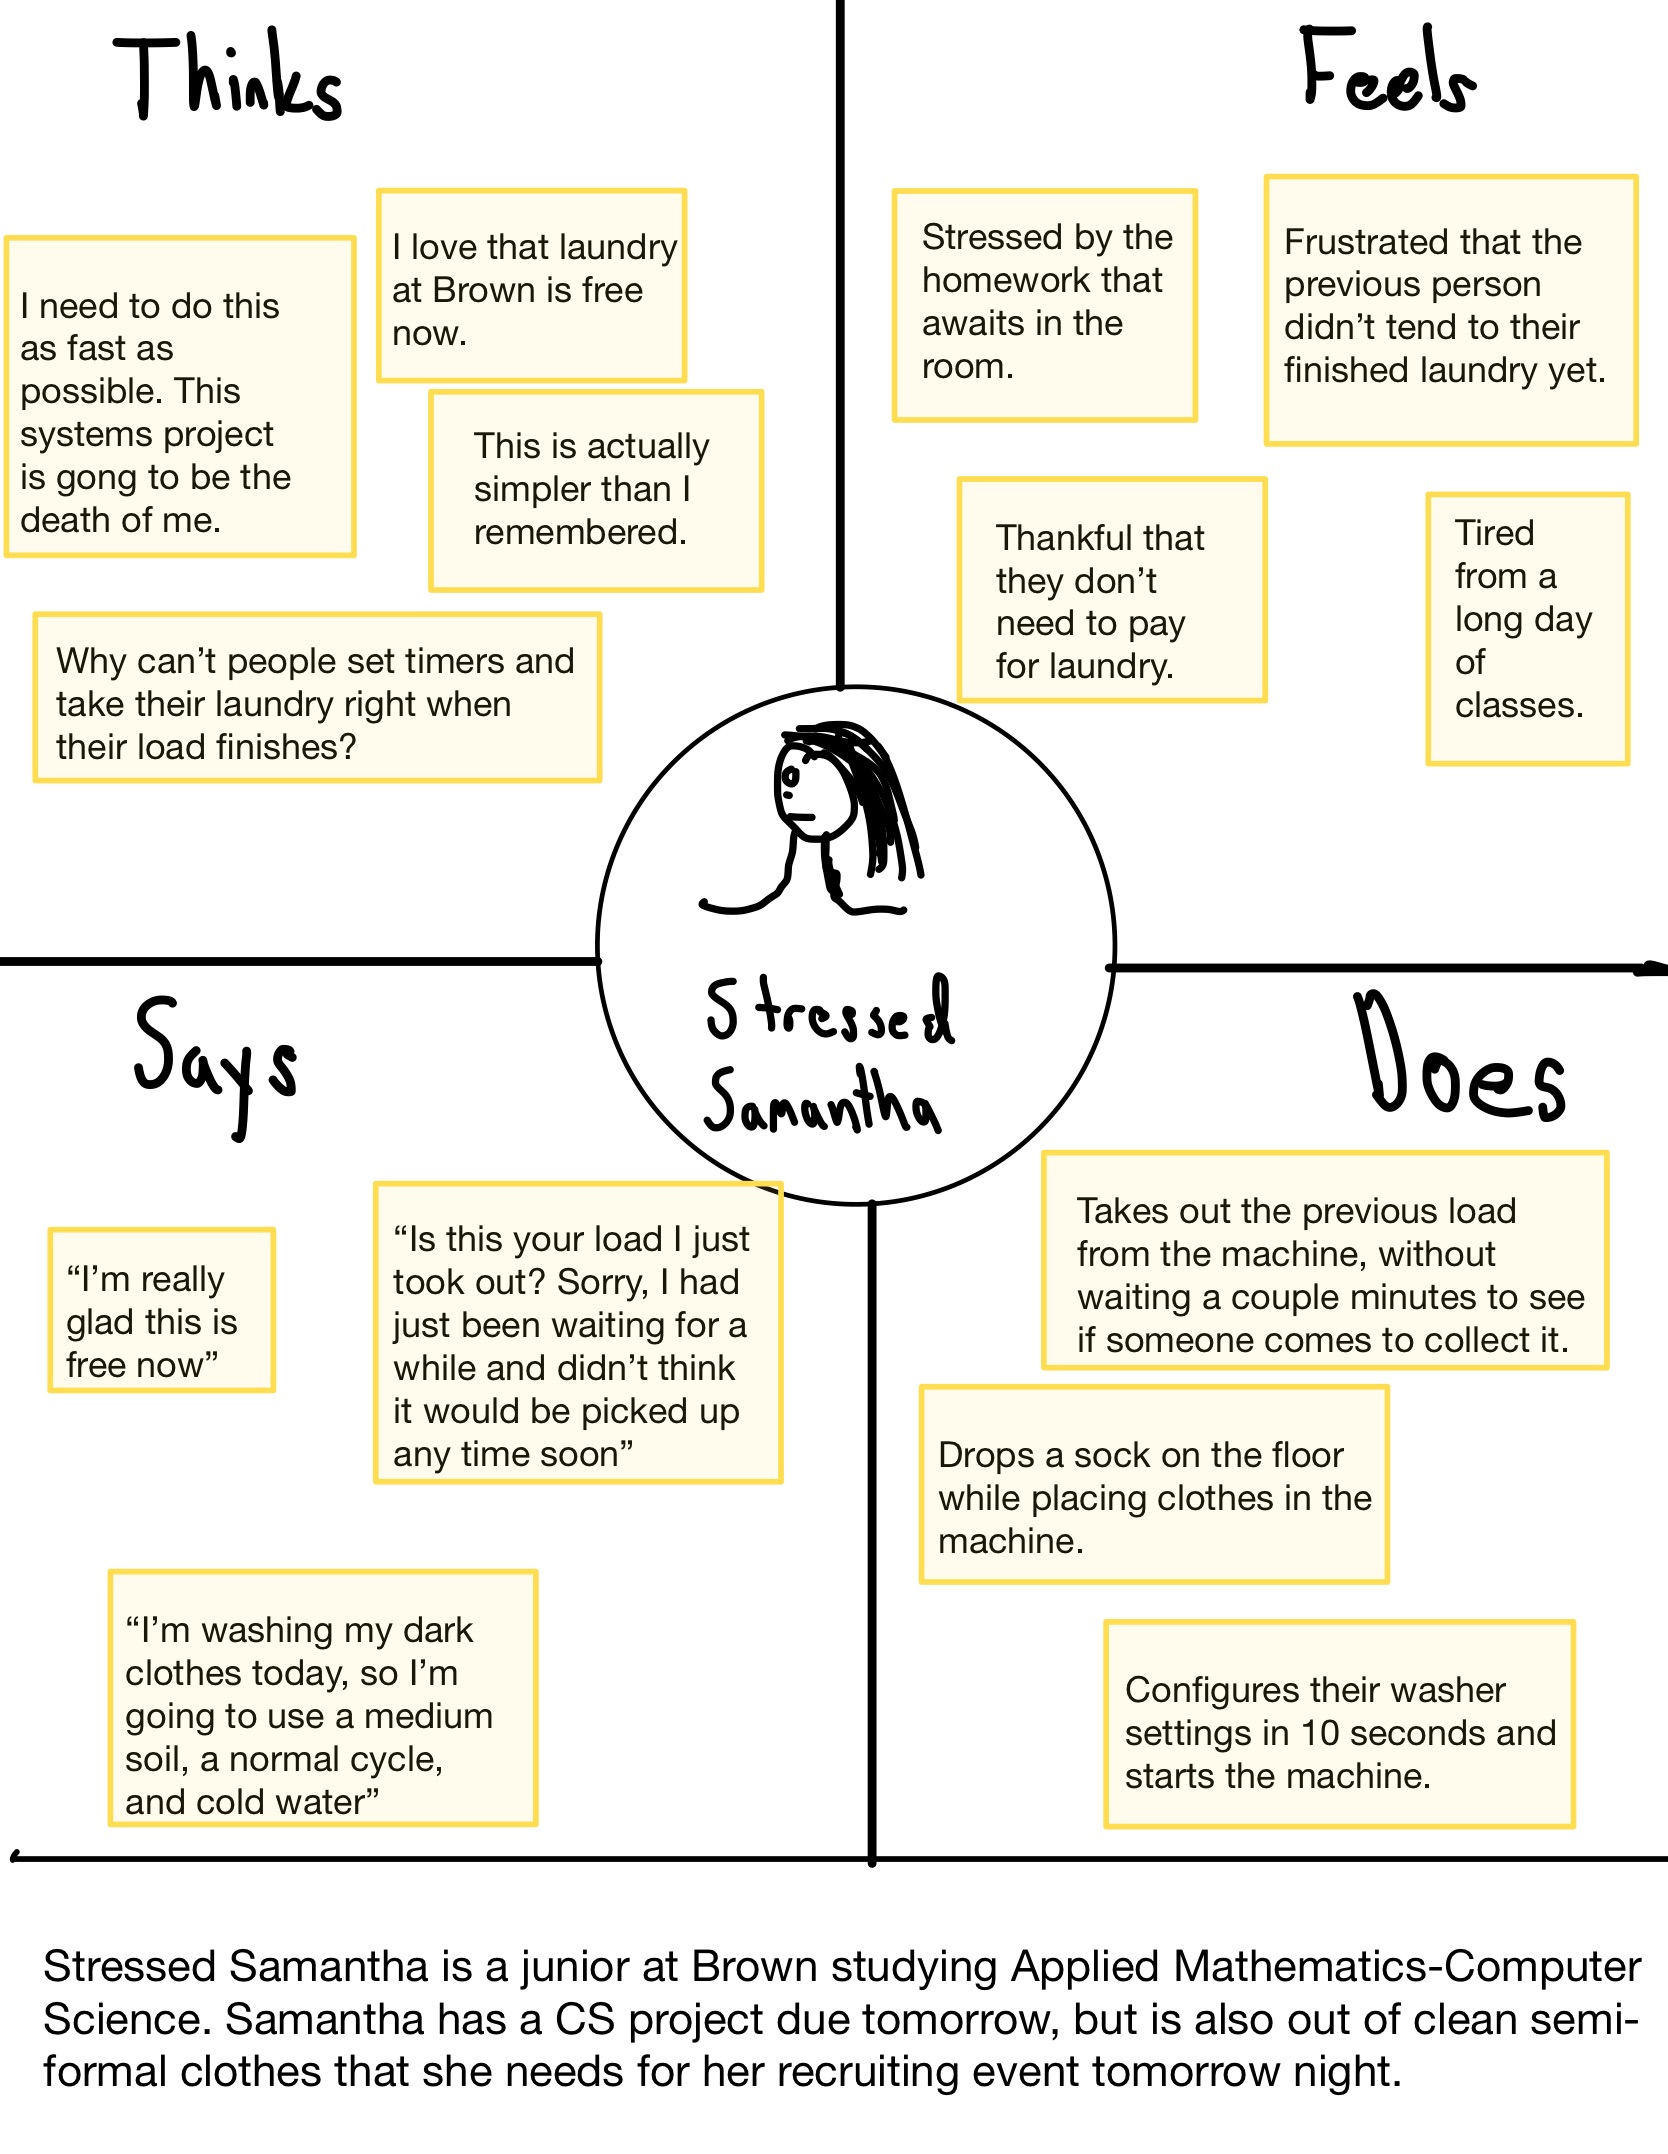 Thinks
I need to do this
as fast as
possible. This
systems project
is gong to be the
death of me.
I love that laundry
at Brown is free
now.
This is actually
simpler than I
remembered.
Why can’t people set timers and
take their laundry right when
their load finishes?
Feels
Stressed by the
homework that
awaits in the
room.
Frustrated that the
previous person
didn’t tend to their
finished laundry yet.
Thankful that
they don’t
need to pay
for laundry.
Tired
from a
long day
of
classes.
Stressed
Samantha
Says
“I’m really
glad this is
free now”
“Is this your load I just
took out? Sorry, I had
just been waiting for a
while and didn’t think
it would be picked up
any time soon”
“I’m washing my dark
clothes today, so I’m
going to use a medium
soil, a normal cycle,
and cold water”
Does
Takes out the previous load
from the machine, without
waiting a couple minutes to see
if someone comes to collect it.
Drops a sock on the floor
while placing clothes in the
machine.
Configures their washer
settings in 10 seconds and
starts the machine.
Stressed Samantha is a junior at Brown studying Applied Mathematics-Computer
Science. Samantha has a CS project due tomorrow, but is also out of clean semi-
formal clothes that she needs for her recruiting event tomorrow night.